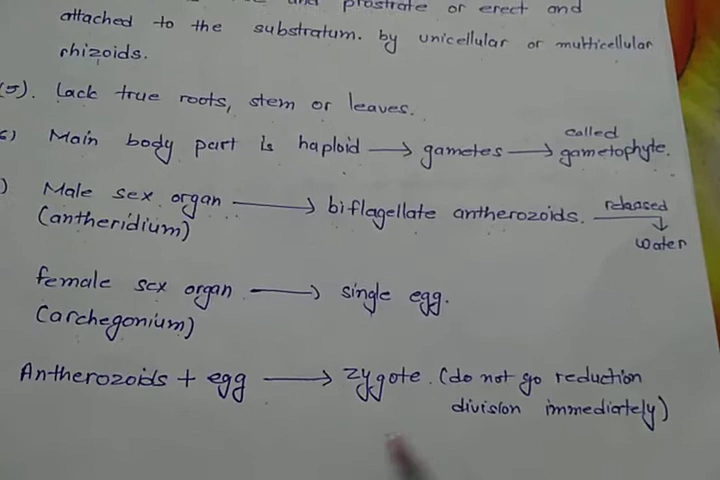 and prostrate or erect and
attached to the substratum. by unicellular or multicellular
rhizoids.
(5). Lack true roots, stem or leaves.
6) Main body part is haploid → gametes → called gametophyte.
) Male sex organ → biflagellate antherozoids. released
(antheridium) water
female sex organ → single egg.
(archegonium)
Antherozoids + egg → zygote. (do not go reduction
division immediately)